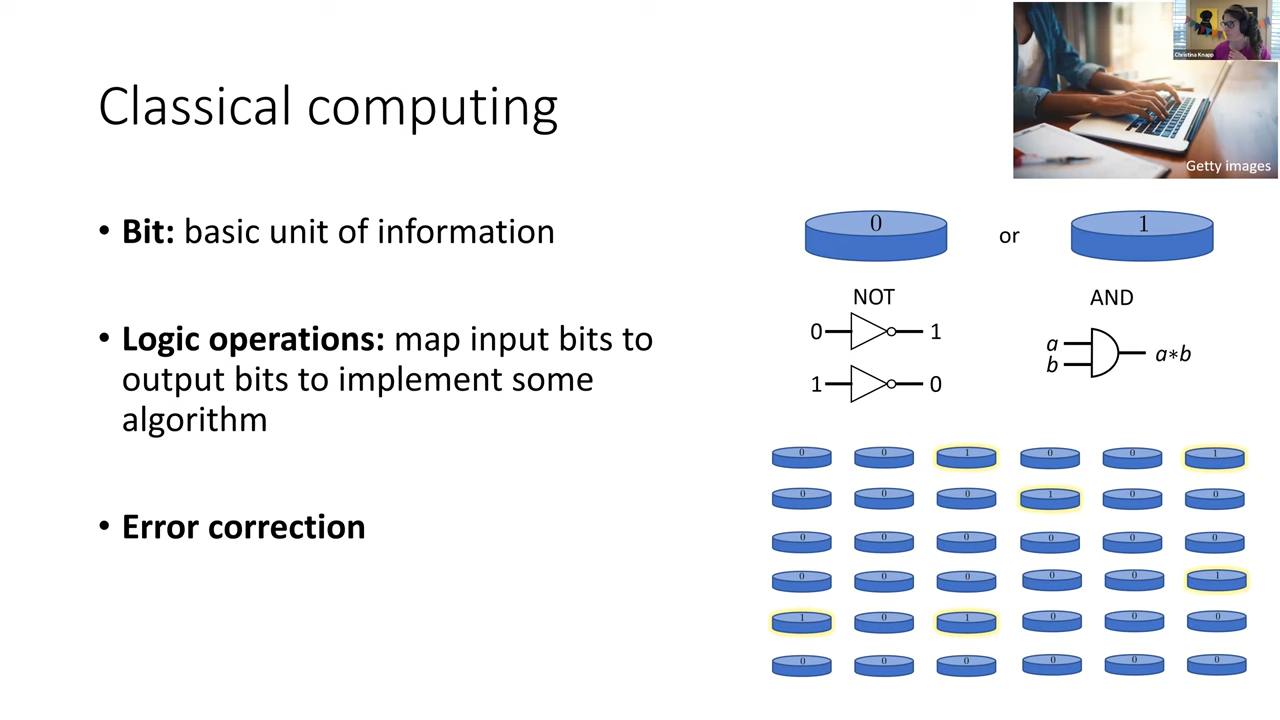 Classical computing
Christina Knapp
Getty images
• Bit: basic unit of information
0
or
1
• Logic operations: map input bits to
output bits to implement some
algorithm
NOT
0 1
1 0
AND
a
b
a*b
• Error correction
0 0 1 0 0 1
0 0 0 1 0 0
0 0 0 0 0 0
0 0 0 0 0 1
1 0 1 0 0 0
0 0 0 0 0 0